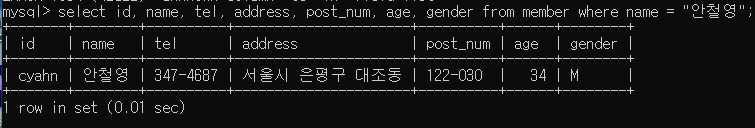 mysql> select id, name, tel, address, post_num, age, gender from member where name = "안철영";
+-------+--------+----------+-------------------------+----------+------+--------+
| id    | name   | tel      | address                 | post_num | age  | gender |
+-------+--------+----------+-------------------------+----------+------+--------+
| cyahn | 안철영 | 347-4687 | 서울시 은평구 대조동 | 122-030  |   34 | M      |
+-------+--------+----------+-------------------------+----------+------+--------+
1 row in set (0.01 sec)